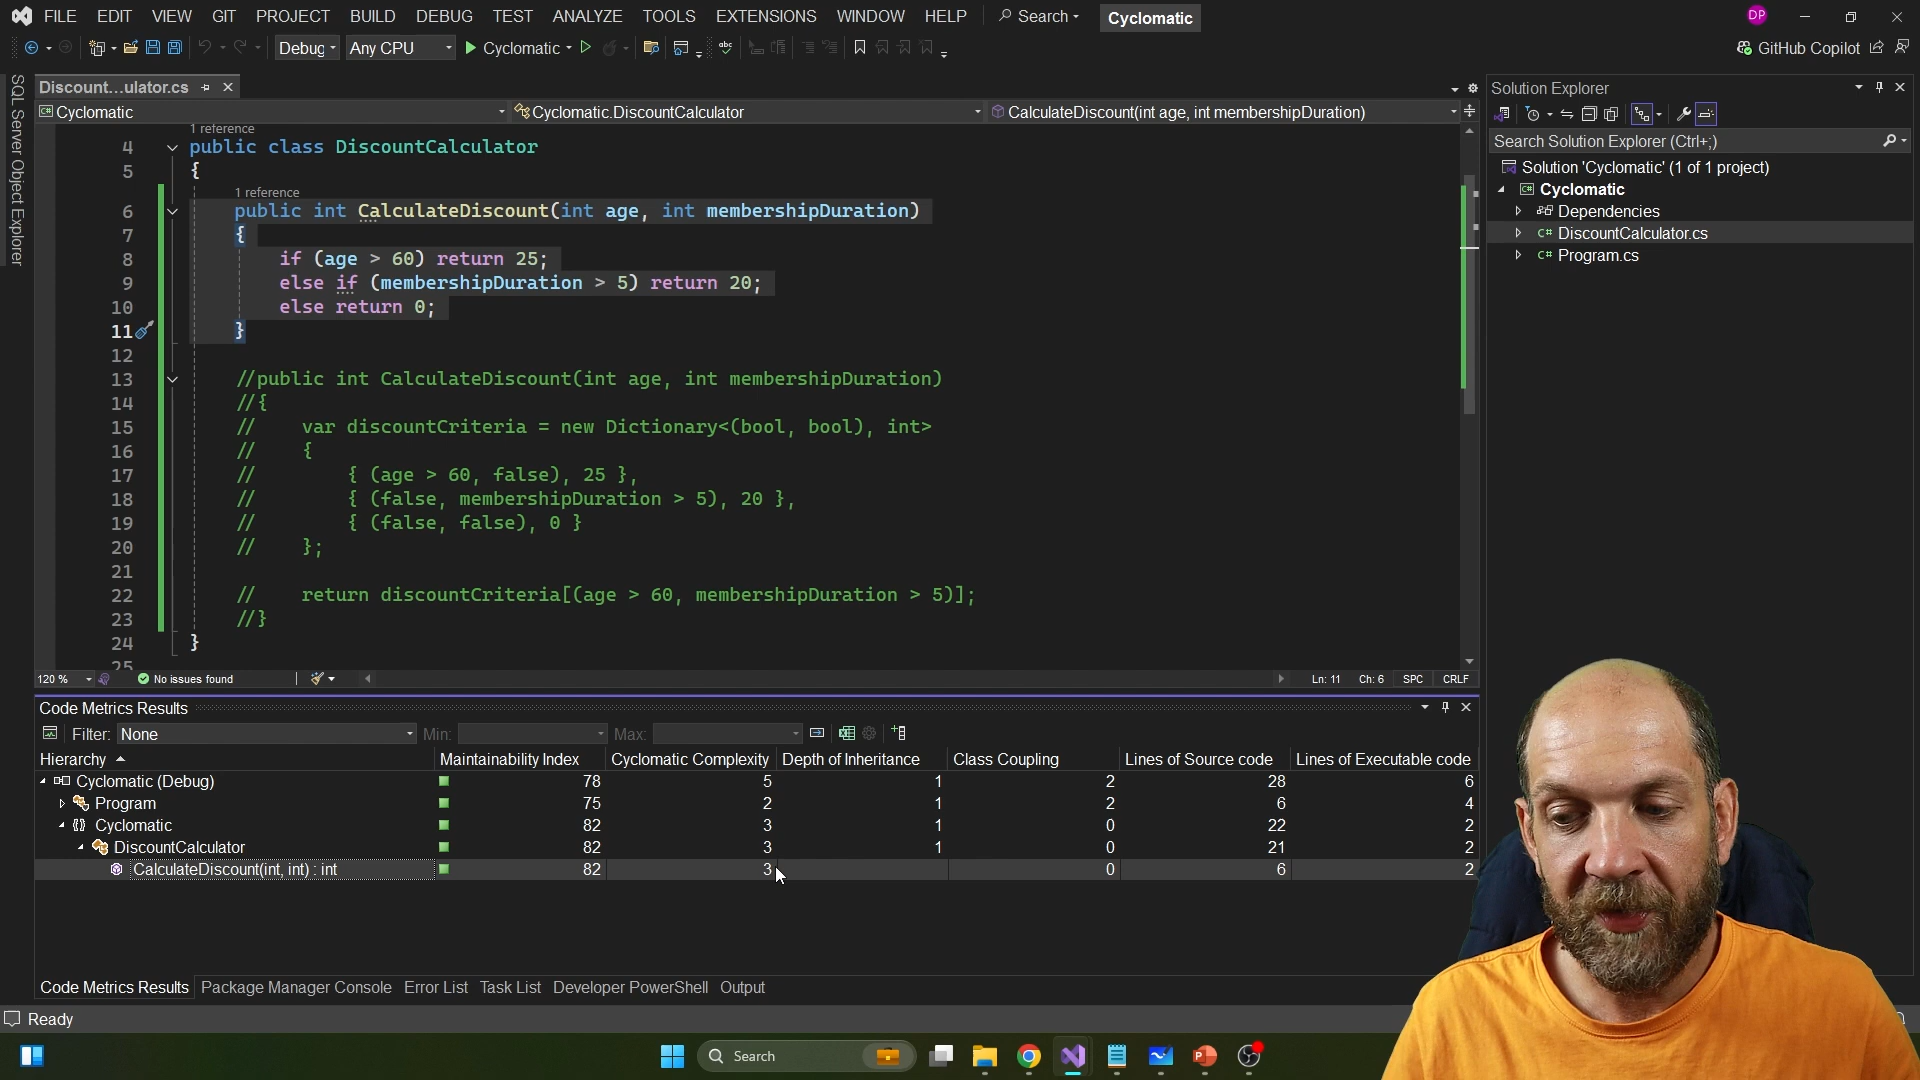 FILE EDIT VIEW GIT PROJECT BUILD DEBUG TEST ANALYZE TOOLS EXTENSIONS WINDOW HELP Search Cyclomatic DP
Debug Any CPU Cyclomatic abc GitHub Copilot
SQL Server Object Explorer
Discount...ulator.cs
Cyclomatic Cyclomatic.DiscountCalculator CalculateDiscount(int age, int membershipDuration)
1 reference
4 public class DiscountCalculator
5 {
1 reference
6 public int CalculateDiscount(int age, int membershipDuration)
7 {
8 if (age > 60) return 25;
9 else if (membershipDuration > 5) return 20;
10 else return 0;
11 }
12
13 //public int CalculateDiscount(int age, int membershipDuration)
14 //{
15 // var discountCriteria = new Dictionary<(bool, bool), int>
16 // {
17 // { (age > 60, false), 25 },
18 // { (false, membershipDuration > 5), 20 },
19 // { (false, false), 0 }
20 // };
21
22 // return discountCriteria[(age > 60, membershipDuration > 5)];
23 //}
24 }
25
120 % No issues found Ln: 11 Ch: 6 SPC CRLF
Solution Explorer
Search Solution Explorer (Ctrl+;)
Solution 'Cyclomatic' (1 of 1 project)
C# Cyclomatic
Dependencies
C# DiscountCalculator.cs
C# Program.cs
Code Metrics Results
Filter: None Min: Max:
Hierarchy Maintainability Index Cyclomatic Complexity Depth of Inheritance Class Coupling Lines of Source code Lines of Executable code
Cyclomatic (Debug) 78 5 1 2 28 6
Program 75 2 1 2 6 4
Cyclomatic 82 3 1 0 22 2
DiscountCalculator 82 3 1 0 21 2
CalculateDiscount(int, int) : int 82 3 0 6 2
Code Metrics Results Package Manager Console Error List Task List Developer PowerShell Output
Ready
Search